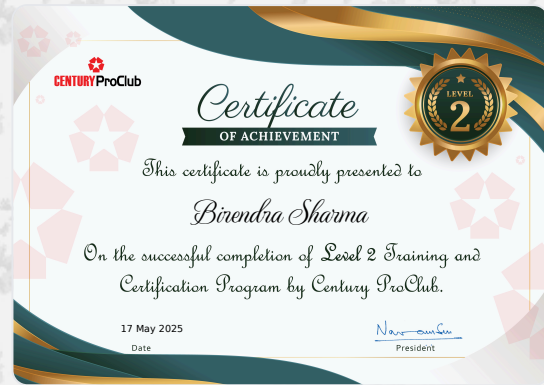 CENTURY ProClub
Certificate
OF ACHIEVEMENT
LEVEL
2
This certificate is proudly presented to
Birendra Sharma
On the successful completion of Level 2 Training and
Certification Program by Century ProClub.
17 May 2025
Date
President